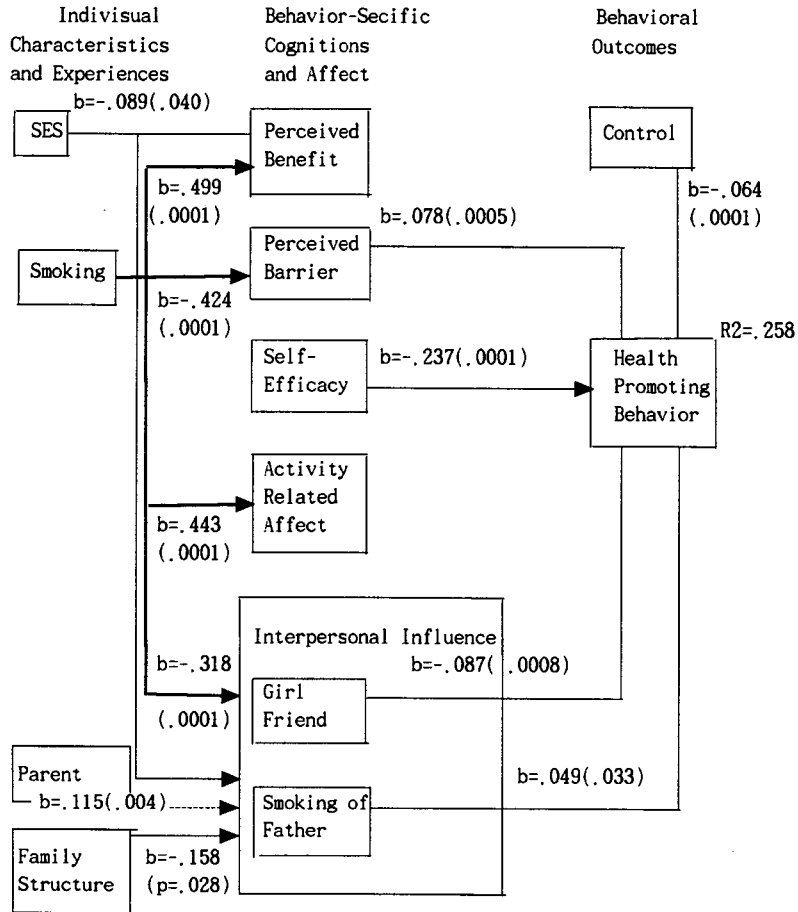 Indivisual
Characteristics
and Experiences
Behavior-Secific
Cognitions
and Affect
Behavioral
Outcomes
b=-.089(.040)
SES
Perceived
Benefit
Control
b=.499
(.0001)
b=-.064
(.0001)
b=.078(.0005)
Smoking
Perceived
Barrier
b=-.424
(.0001)
R2=.258
Self-
Efficacy
b=-.237(.0001)
Health
Promoting
Behavior
Activity
Related
Affect
b=.443
(.0001)
Interpersonal Influence
b=-.318
(.0001)
b=-.087( .0008)
Girl
Friend
Parent
b=.115(.004)
b=.049(.033)
Smoking of
Father
Family
Structure
b=-.158
(p=.028)